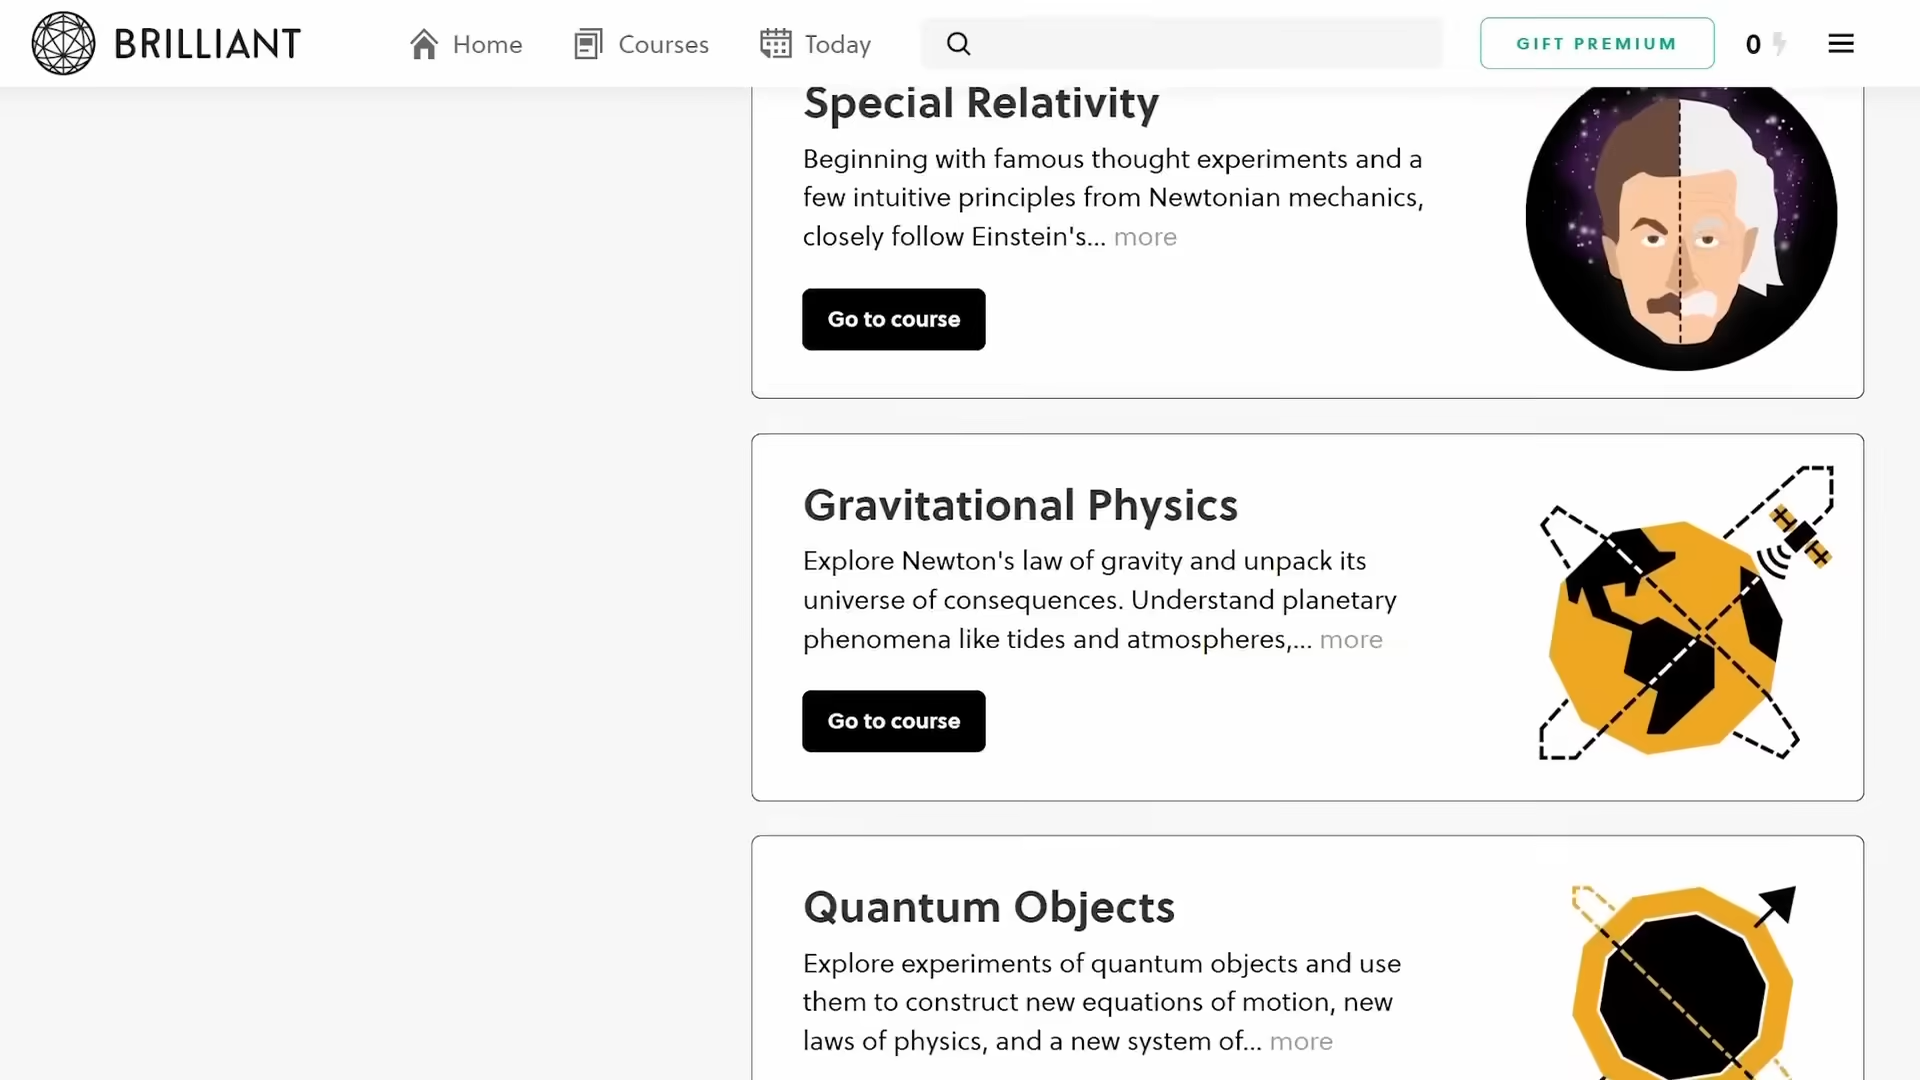 BRILLIANT
Home
Courses
Today
GIFT PREMIUM
0
Special Relativity
Beginning with famous thought experiments and a
few intuitive principles from Newtonian mechanics,
closely follow Einstein's... more
Go to course
Gravitational Physics
Explore Newton's law of gravity and unpack its
universe of consequences. Understand planetary
phenomena like tides and atmospheres,... more
Go to course
Quantum Objects
Explore experiments of quantum objects and use
them to construct new equations of motion, new
laws of physics, and a new system of... more